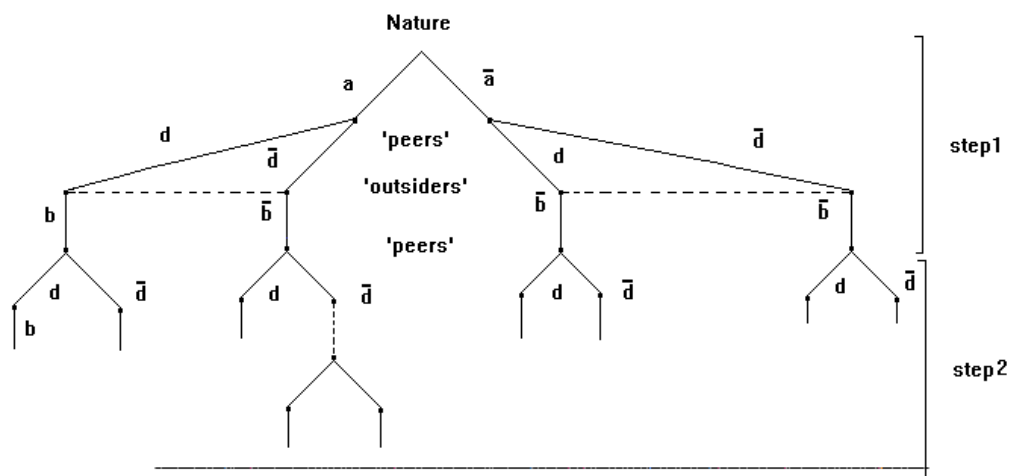 Nature
a ā
d d̄ 'peers' d d̄
step1
'outsiders'
b b̄ b̄ b̄
'peers'
d d̄ d d̄ d d̄ d d̄
b
step2